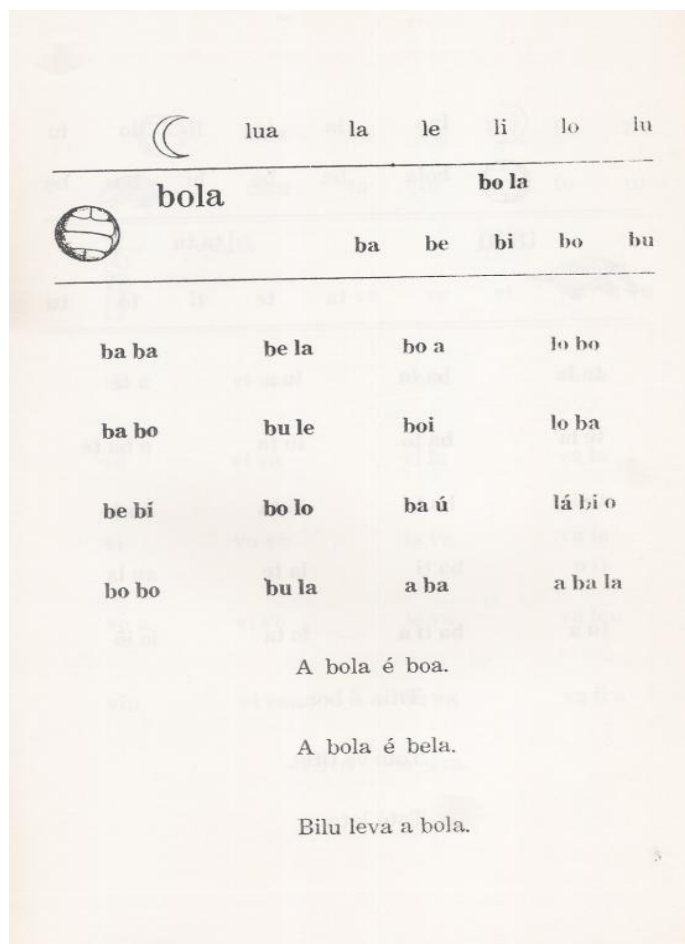 lua la le li lo lu
bola bo la
ba be bi bo bu
ba ba be la bo a lo bo
ba bo bu le boi lo ba
be bi bo lo ba ú lá bi o
bo bo bu la a ba a ba la
A bola é boa.
A bola é bela.
Bilu leva a bola.
5